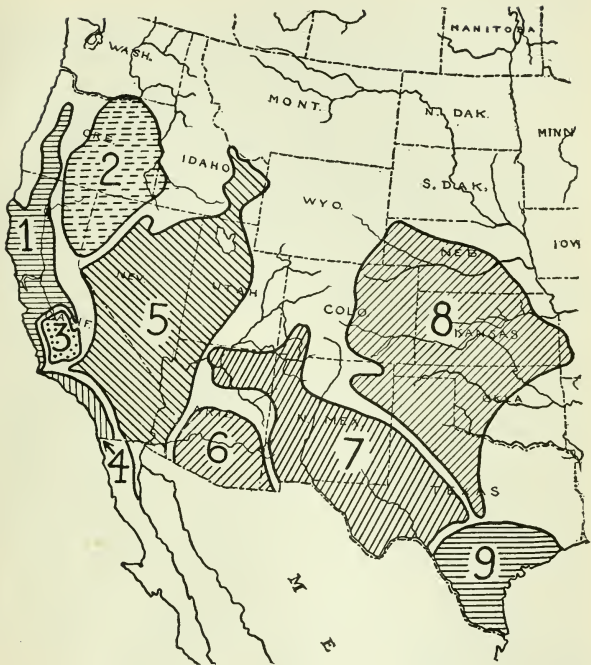 MANITOBA
WASH.
MONT.
N. DAK.
MINN
ORE.
2
IDAHO
S. DAK.
WYO.
1
IOW
NEB.
NEV.
UTAH
COLO.
8
KANSAS
5
3
CALIF.
OKLA
N. MEX.
6
7
4
TEXAS
9
M
E